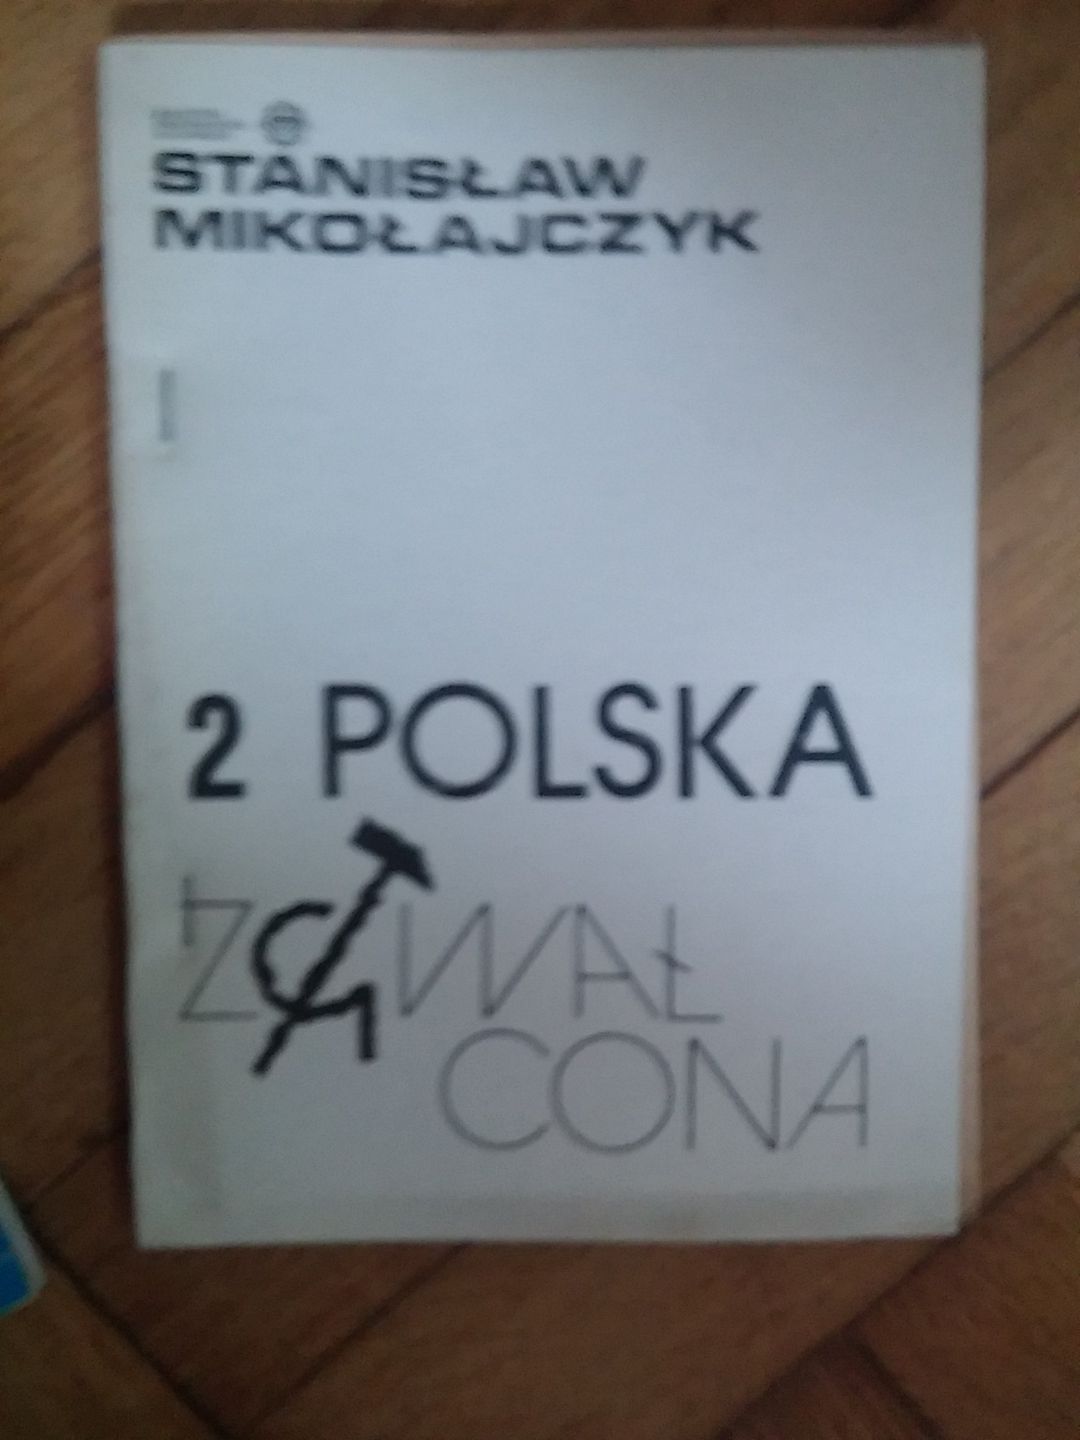 STANISŁAW
MIKOŁAJCZYK
2 POLSKA
ZGWAŁ
CONA